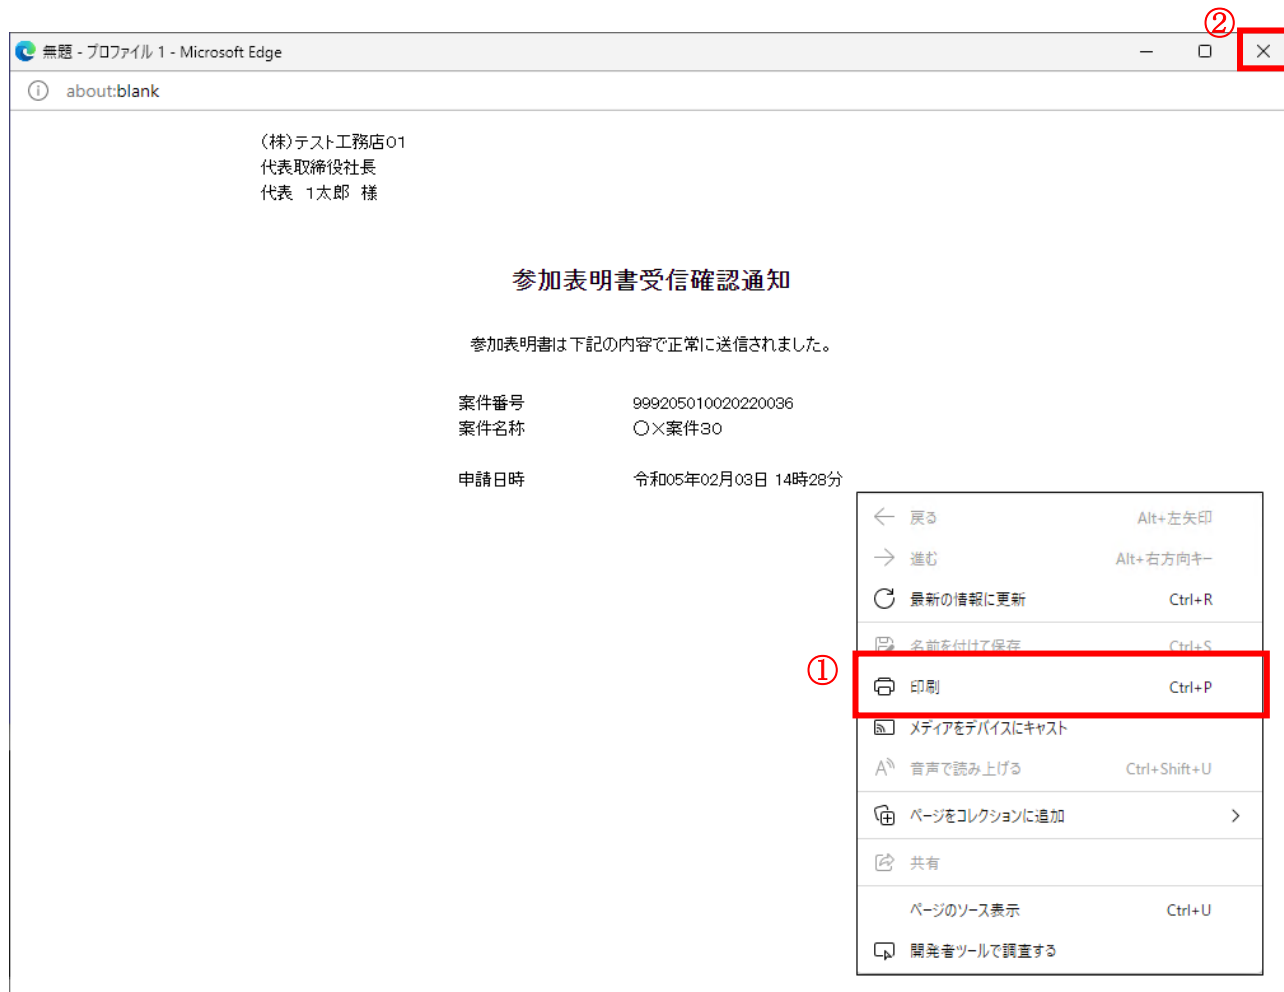 ②
無題 - プロファイル 1 - Microsoft Edge
about:blank
(株)テスト工務店01
代表取締役社長
代表 1太郎 様
参加表明書受信確認通知
参加表明書は下記の内容で正常に送信されました。
案件番号 999205010020220036
案件名称 〇×案件30
申請日時 令和05年02月03日 14時28分
戻る Alt+左矢印
進む Alt+右方向キー
最新の情報に更新 Ctrl+R
名前を付けて保存 Ctrl+S
①
印刷 Ctrl+P
メディアをデバイスにキャスト
音声で読み上げる Ctrl+Shift+U
ページをコレクションに追加
共有
ページのソース表示 Ctrl+U
開発者ツールで調査する